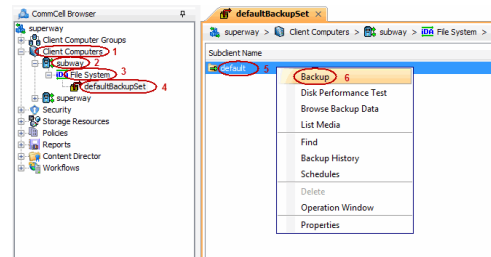 CommCell Browser
superway
Client Computer Groups
Client Computers 1
subway 2
File System 3
defaultBackupSet 4
superway
Security
Storage Resources
Policies
Reports
Content Director
Workflows
defaultBackupSet ×
superway > Client Computers > subway > iDA File System >
Subclient Name
default 5
Backup 6
Disk Performance Test
Browse Backup Data
List Media
Find
Backup History
Schedules
Delete
Operation Window
Properties